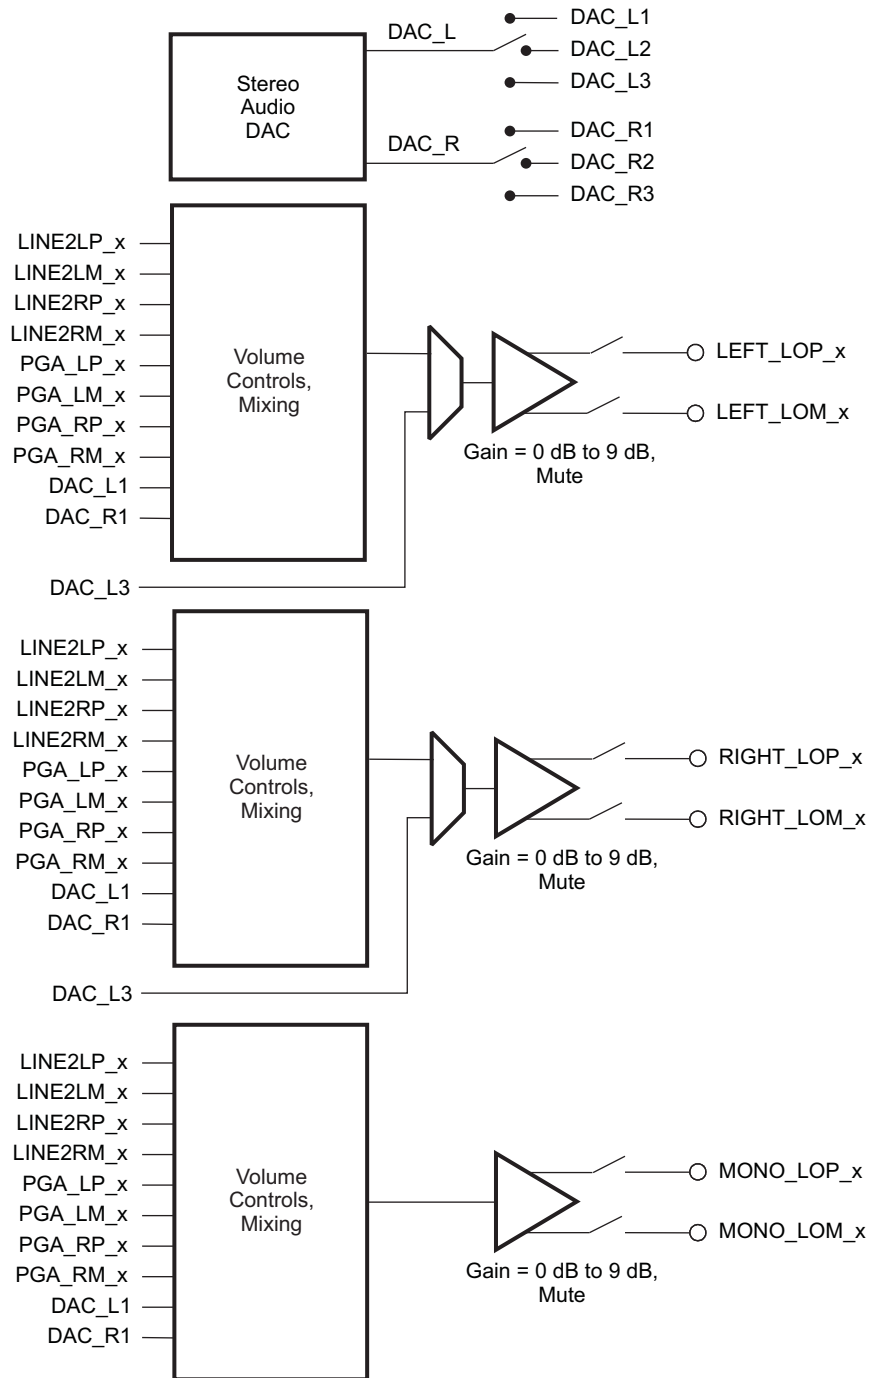 DAC_L
DAC_L1
DAC_L2
DAC_L3
Stereo
Audio
DAC
DAC_R
DAC_R1
DAC_R2
DAC_R3
LINE2LP_x
LINE2LM_x
LINE2RP_x
LINE2RM_x
PGA_LP_x
PGA_LM_x
PGA_RP_x
PGA_RM_x
DAC_L1
DAC_R1
DAC_L3
Volume
Controls,
Mixing
Gain = 0 dB to 9 dB,
Mute
LEFT_LOP_x
LEFT_LOM_x
LINE2LP_x
LINE2LM_x
LINE2RP_x
LINE2RM_x
PGA_LP_x
PGA_LM_x
PGA_RP_x
PGA_RM_x
DAC_L1
DAC_R1
DAC_L3
Volume
Controls,
Mixing
Gain = 0 dB to 9 dB,
Mute
RIGHT_LOP_x
RIGHT_LOM_x
LINE2LP_x
LINE2LM_x
LINE2RP_x
LINE2RM_x
PGA_LP_x
PGA_LM_x
PGA_RP_x
PGA_RM_x
DAC_L1
DAC_R1
Volume
Controls,
Mixing
Gain = 0 dB to 9 dB,
Mute
MONO_LOP_x
MONO_LOM_x